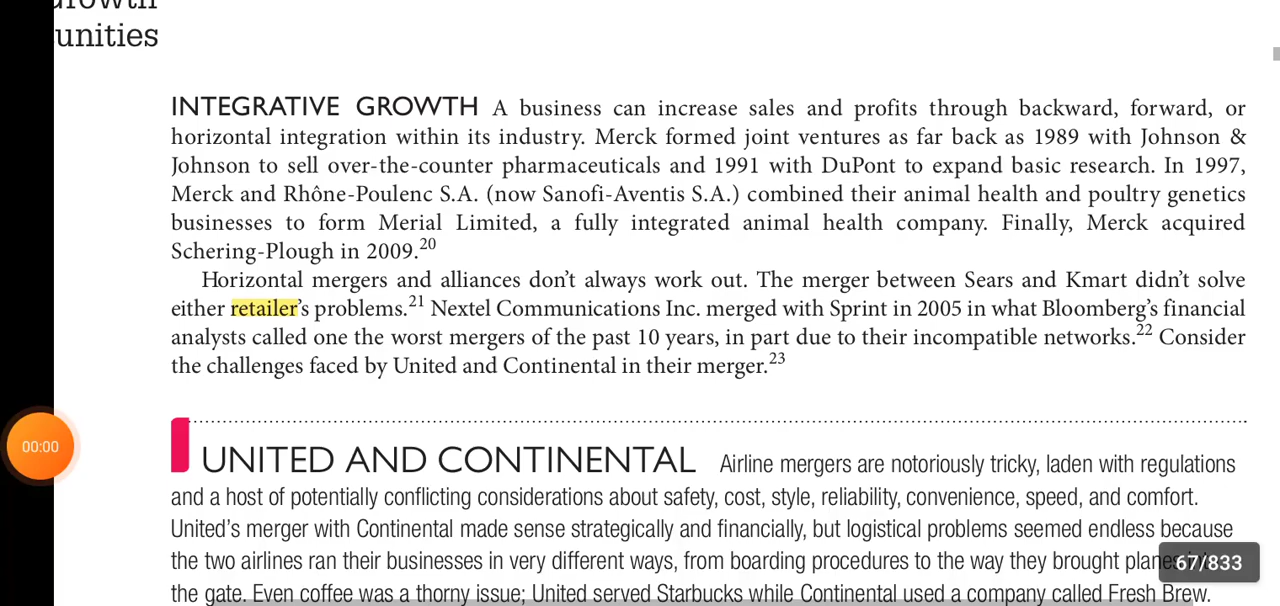 unities
INTEGRATIVE GROWTH A business can increase sales and profits through backward, forward, or
horizontal integration within its industry. Merck formed joint ventures as far back as 1989 with Johnson &
Johnson to sell over-the-counter pharmaceuticals and 1991 with DuPont to expand basic research. In 1997,
Merck and Rhône-Poulenc S.A. (now Sanofi-Aventis S.A.) combined their animal health and poultry genetics
businesses to form Merial Limited, a fully integrated animal health company. Finally, Merck acquired
Schering-Plough in 2009.20
Horizontal mergers and alliances don't always work out. The merger between Sears and Kmart didn't solve
either retailer's problems.21 Nextel Communications Inc. merged with Sprint in 2005 in what Bloomberg's financial
analysts called one the worst mergers of the past 10 years, in part due to their incompatible networks.22 Consider
the challenges faced by United and Continental in their merger.23
00:00
UNITED AND CONTINENTAL Airline mergers are notoriously tricky, laden with regulations
and a host of potentially conflicting considerations about safety, cost, style, reliability, convenience, speed, and comfort.
United's merger with Continental made sense strategically and financially, but logistical problems seemed endless because
the two airlines ran their businesses in very different ways, from boarding procedures to the way they brought
67/833
the gate. Even coffee was a thorny issue; United served Starbucks while Continental used a company called Fresh Brew.